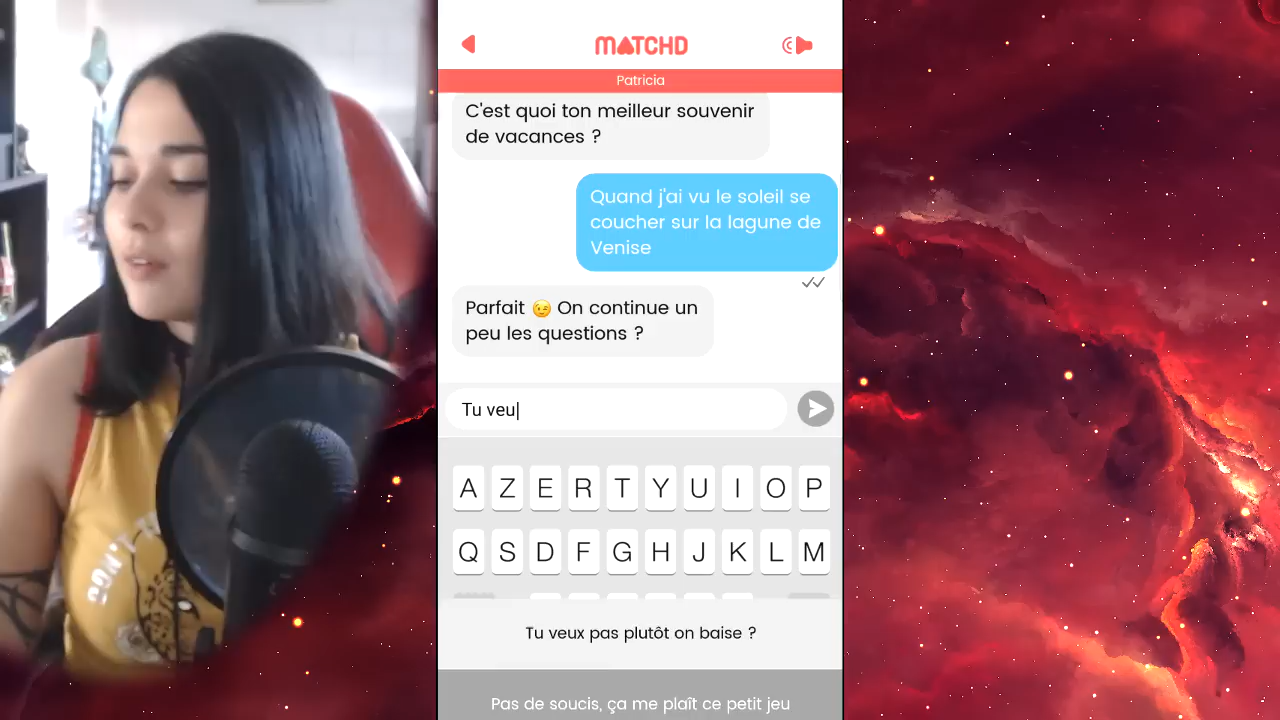 MATCHD
Patricia
C'est quoi ton meilleur souvenir
de vacances ?
Quand j'ai vu le soleil se
coucher sur la lagune de
Venise
Parfait 😉 On continue un
peu les questions ?
Tu veu
A Z E R T Y U I O P
Q S D F G H J K L M
Tu veux pas plutôt on baise ?
Pas de soucis, ça me plaît ce petit jeu